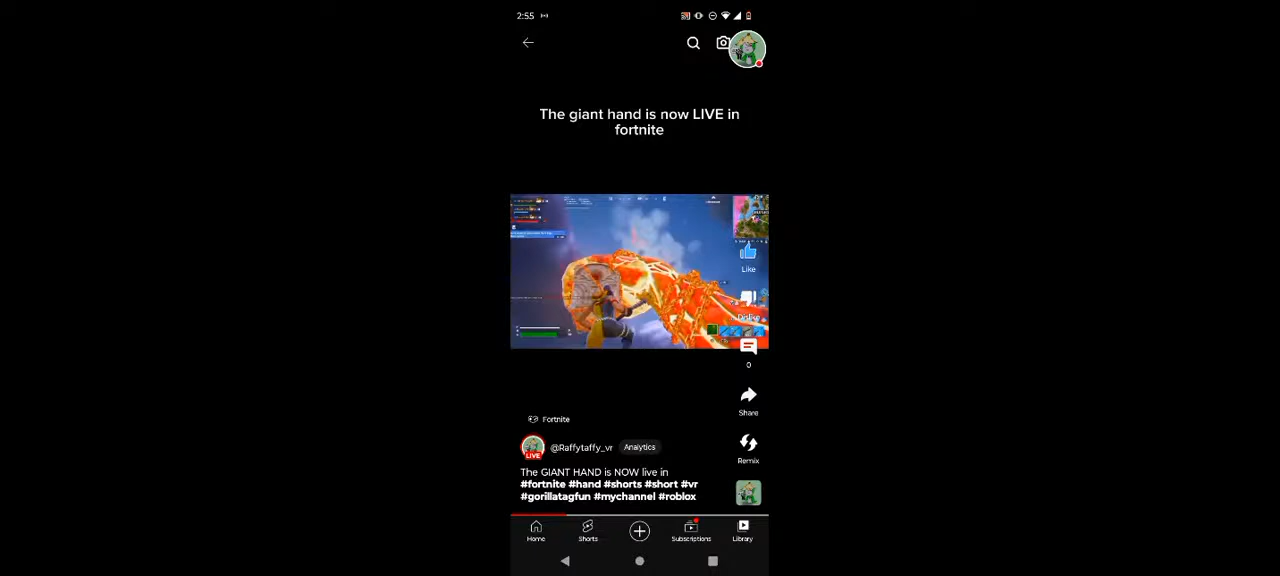 2:55
The giant hand is now LIVE in
fortnite
Like
Dislike
0
Share
Fortnite
@Raffytaffy_vr Analytics
LIVE
Remix
The GIANT HAND is NOW live in
#fortnite #hand #shorts #short #vr
#gorillatagfun #mychannel #roblox
Home Shorts Subscriptions Library